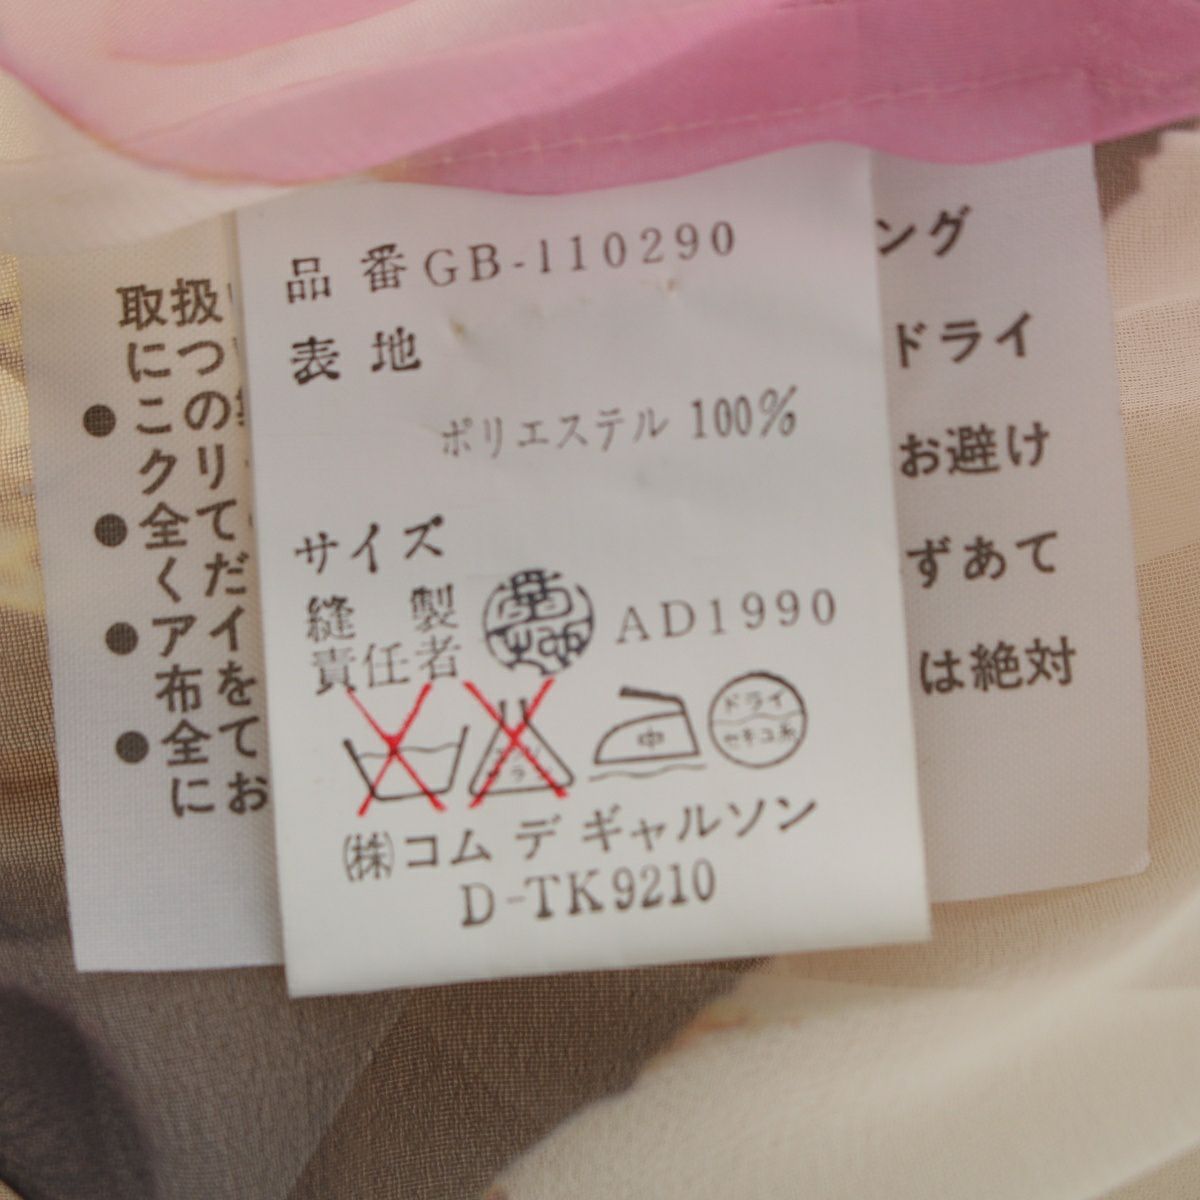 品番 GB-110290
表地
ポリエステル 100%
サイズ
縫製
責任者
AD1990
中
ドライ
セキユ系
(株)コム デ ギャルソン
D-TK9210
取扱
につ
●この
クリ
●全て
くだ
●アイ
布を
●全て
にお
ング
ドライ
お避け
ずあて
は絶対